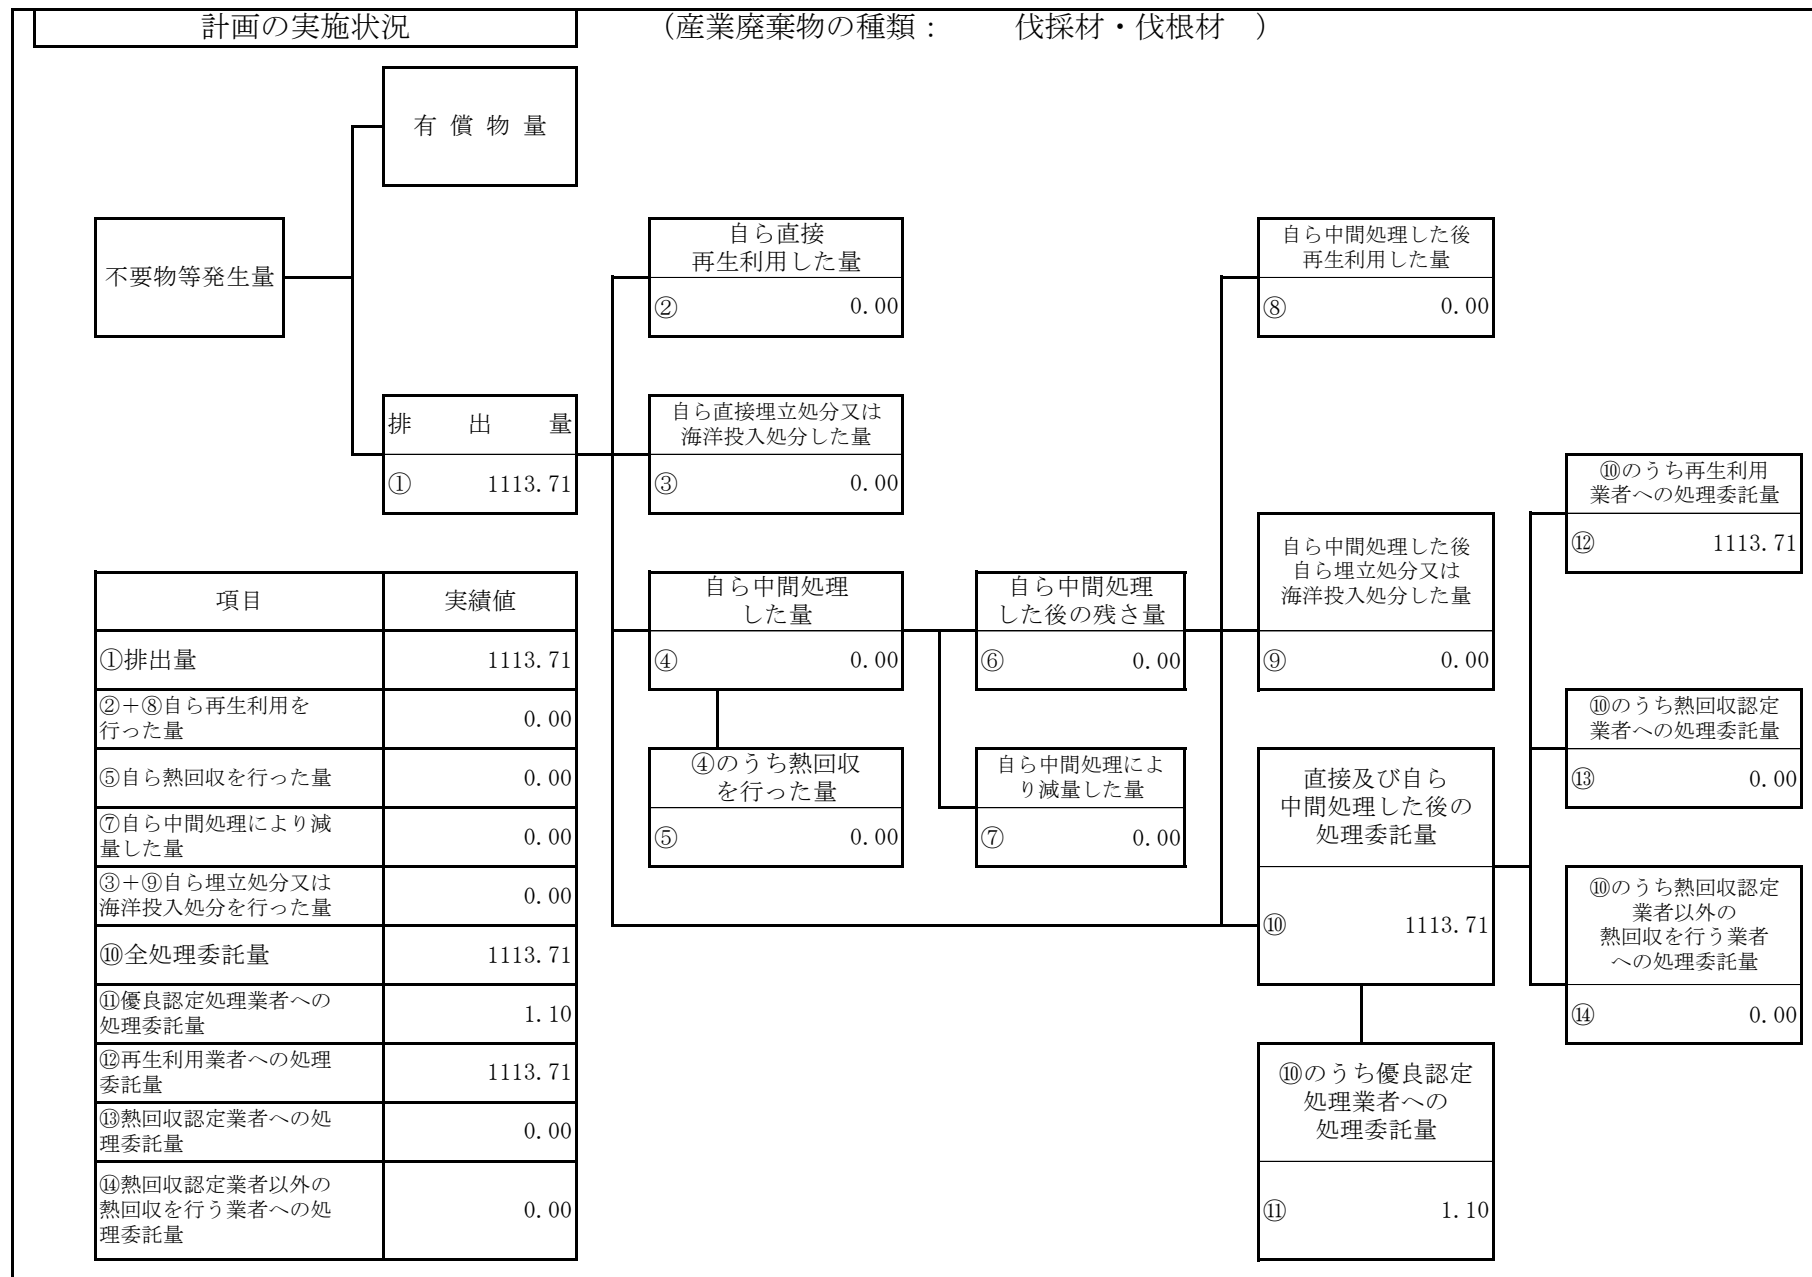 計画の実施状況
（産業廃棄物の種類： 伐採材・伐根材 ）
有償物量
不要物等発生量
自ら直接
再生利用した量
② 0.00
自ら中間処理した後
再生利用した量
⑧ 0.00
排出量
① 1113.71
自ら直接埋立処分又は
海洋投入処分した量
③ 0.00
⑩のうち再生利用
業者への処理委託量
⑫ 1113.71
自ら中間処理した後
自ら埋立処分又は
海洋投入処分した量
⑨ 0.00
自ら中間処理
した量
④ 0.00
自ら中間処理
した後の残さ量
⑥ 0.00
⑩のうち熱回収認定
業者への処理委託量
⑬ 0.00
④のうち熱回収
を行った量
⑤ 0.00
自ら中間処理によ
り減量した量
⑦ 0.00
直接及び自ら
中間処理した後の
処理委託量
⑩ 1113.71
⑩のうち熱回収認定
業者以外の
熱回収を行う業者
への処理委託量
⑭ 0.00
⑩のうち優良認定
処理業者への
処理委託量
⑪ 1.10
項目 実績値
①排出量 1113.71
②＋⑧自ら再生利用を
行った量 0.00
⑤自ら熱回収を行った量 0.00
⑦自ら中間処理により減
量した量 0.00
③＋⑨自ら埋立処分又は
海洋投入処分を行った量 0.00
⑩全処理委託量 1113.71
⑪優良認定処理業者への
処理委託量 1.10
⑫再生利用業者への処理
委託量 1113.71
⑬熱回収認定業者への処
理委託量 0.00
⑭熱回収認定業者以外の
熱回収を行う業者への処
理委託量 0.00